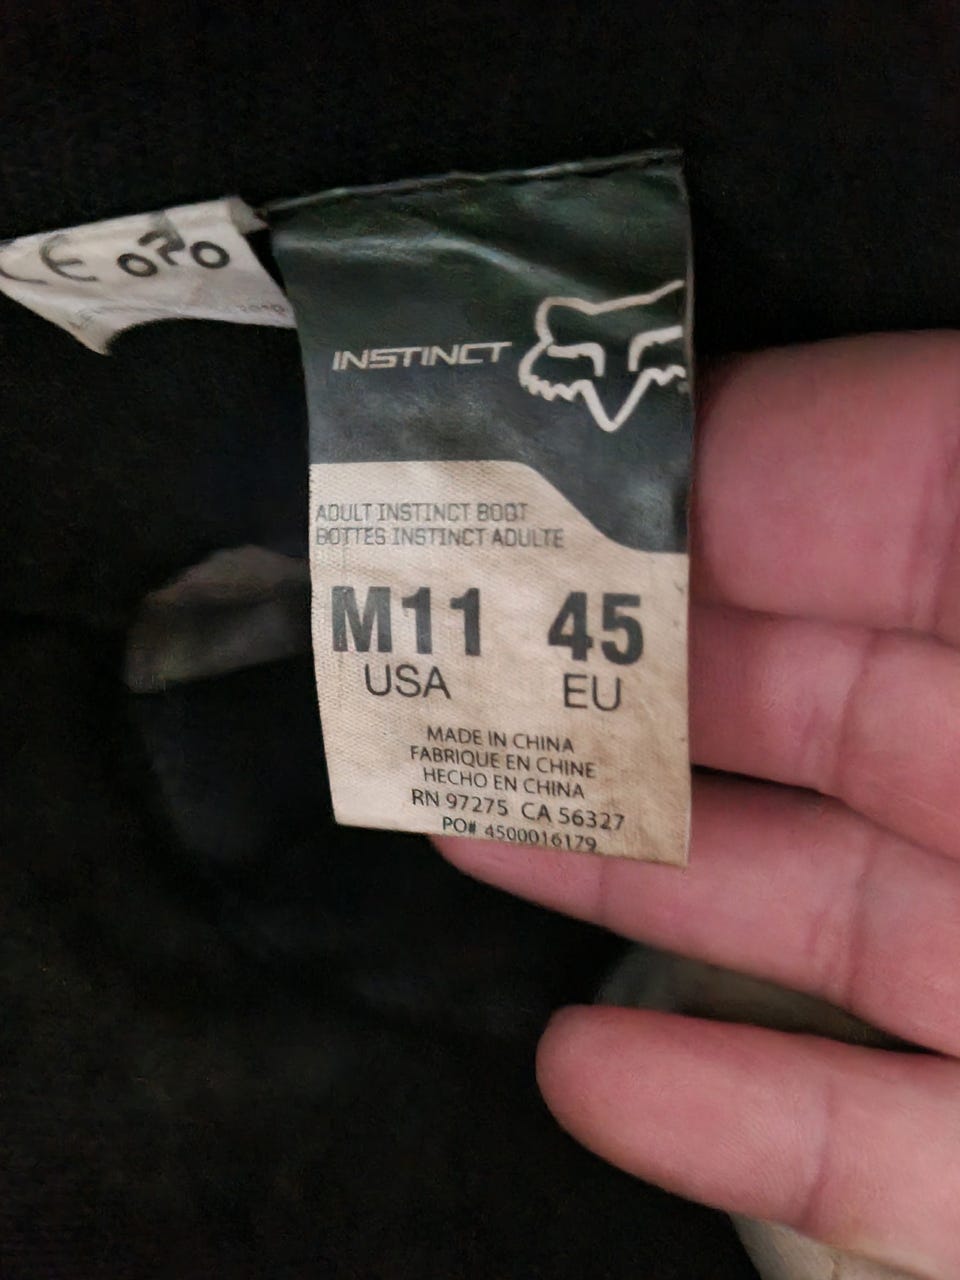 CE 070
INSTINCT
ADULT INSTINCT BOOT
BOTTES INSTINCT ADULTE
M11 45
USA EU
MADE IN CHINA
FABRIQUE EN CHINE
HECHO EN CHINA
RN 97275 CA 56327
PO# 4500016179